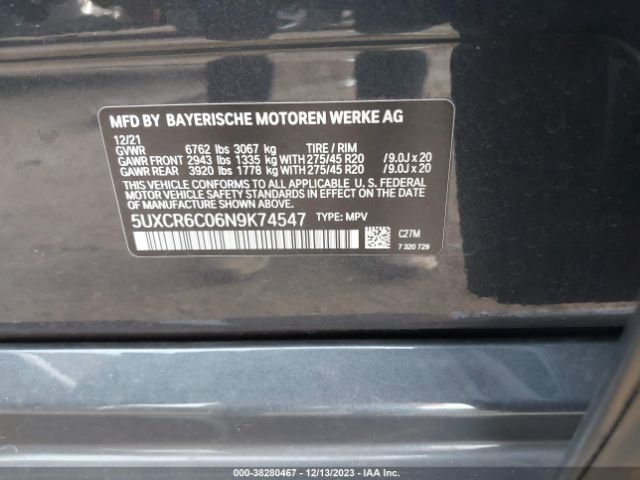 MFD BY BAYERISCHE MOTOREN WERKE AG
12/21
GVWR 6762 lbs 3067 kg TIRE / RIM
GAWR FRONT 2943 lbs 1335 kg WITH 275/45 R20 /9.0J x 20
GAWR REAR 3920 lbs 1778 kg WITH 275/45 R20 /9.0J x 20
THIS VEHICLE CONFORMS TO ALL APPLICABLE U. S. FEDERAL
MOTOR VEHICLE SAFETY STANDARDS IN EFFECT ON THE
DATE OF MANUFACTURE SHOWN ABOVE.
5UXCR6C06N9K74547 TYPE: MPV
C27M
7 320 729
000-38280467 - 12/13/2023 - IAA Inc.